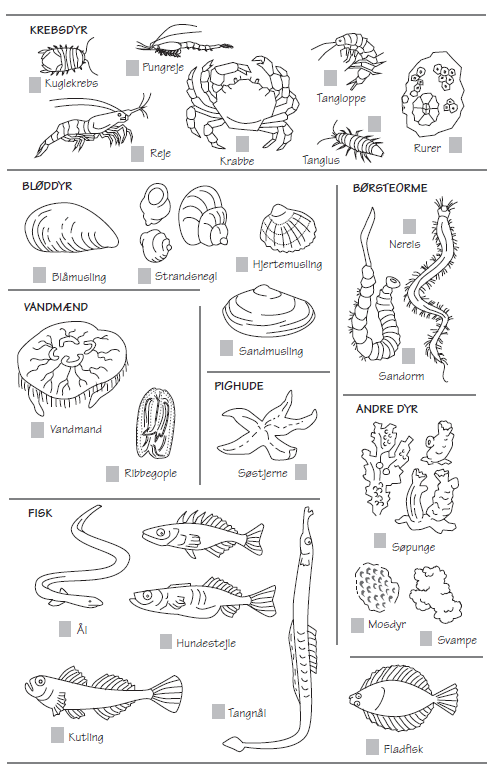 KREBSDYR
Kuglekrebs
Pungreje
Tangloppe
Reje
Krabbe
Tanglus
Rurer
BLØDDYR
Blåmusling
Strandsnegl
Hjertemusling
Sandmusling
BØRSTEORME
Nereis
Sandorm
VANDMÆND
Vandmand
Ribbegople
PIGHUDE
Søstjerne
ANDRE DYR
Søpunge
Mosdyr
Svampe
FISK
Ål
Hundestejle
Tangnål
Kutling
Fladfisk